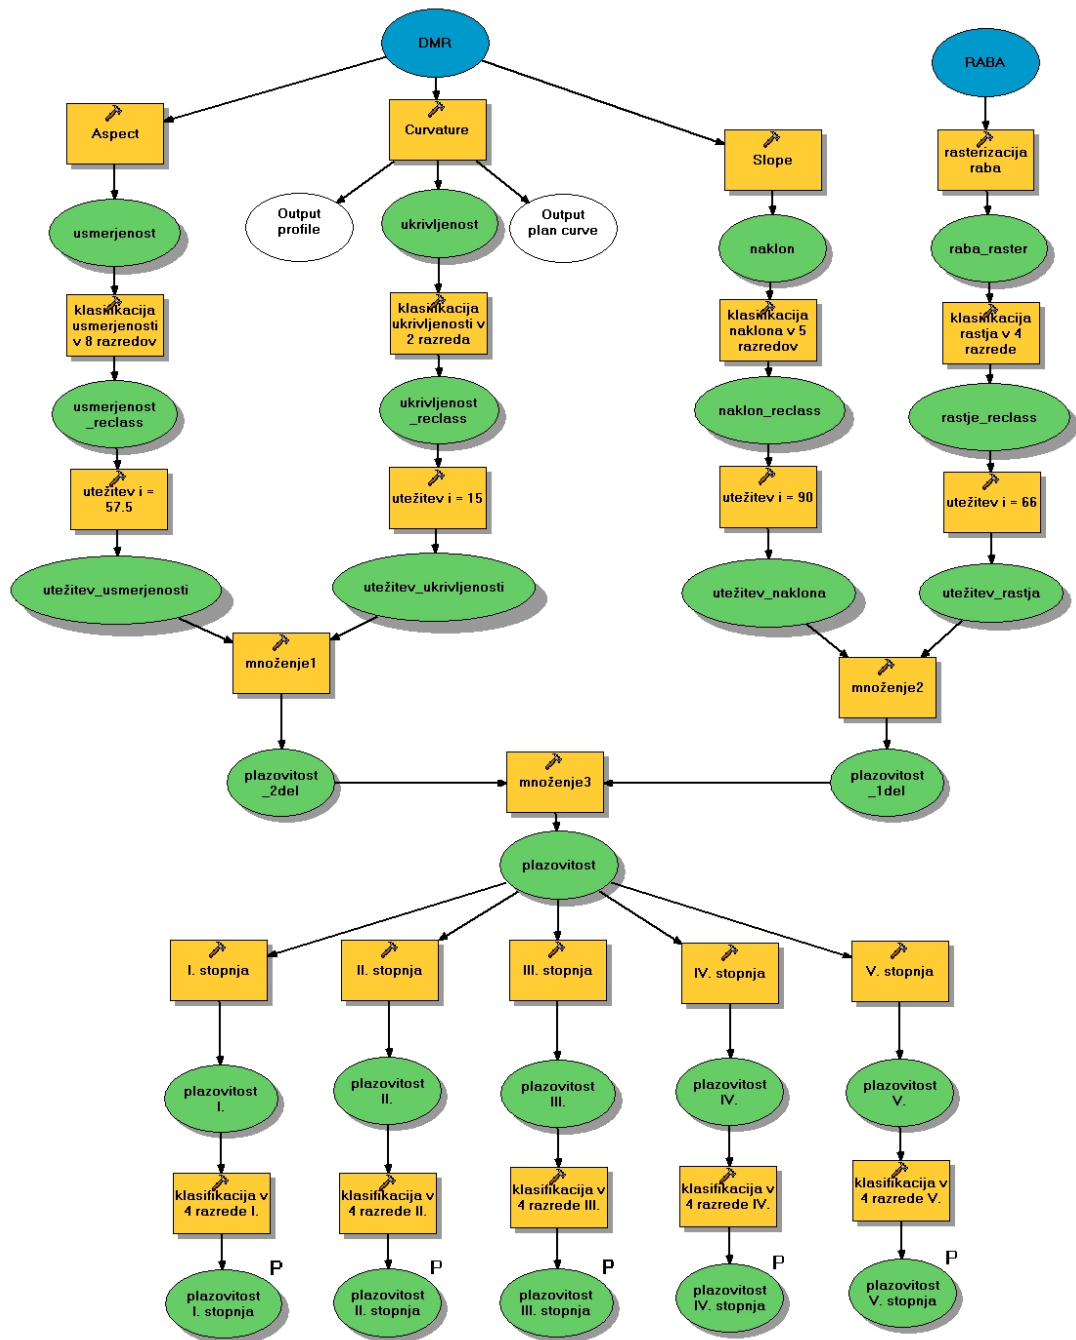 DMR
RABA
Aspect
Curvature
Slope
rasterizacija
raba
usmerjenost
Output
profile
ukrivljenost
Output
plan curve
naklon
raba_raster
klasifikacija
usmerjenosti
v 8 razredov
klasifikacija
ukrivljenosti v
2 razreda
klasifikacija
naklona v 5
razredov
klasifikacija
rastja v 4
razrede
usmerjenost
_reclass
ukrivljenost
_reclass
naklon_reclass
rastje_reclass
utežitev i =
57.5
utežitev i = 15
utežitev i = 90
utežitev i = 66
utežitev_usmerjenosti
utežitev_ukrivljenosti
utežitev_naklona
utežitev_rastja
množenje1
množenje2
plazovitost
_2del
množenje3
plazovitost
_1del
plazovitost
I. stopnja
II. stopnja
III. stopnja
IV. stopnja
V. stopnja
plazovitost
I.
plazovitost
II.
plazovitost
III.
plazovitost
IV.
plazovitost
V.
klasifikacija v
4 razrede I.
klasifikacija v
4 razrede II.
klasifikacija v
4 razrede III.
klasifikacija v
4 razrede IV.
klasifikacija v
4 razrede V.
P
plazovitost
I. stopnja
P
plazovitost
II. stopnja
P
plazovitost
III. stopnja
P
plazovitost
IV. stopnja
P
plazovitost
V. stopnja